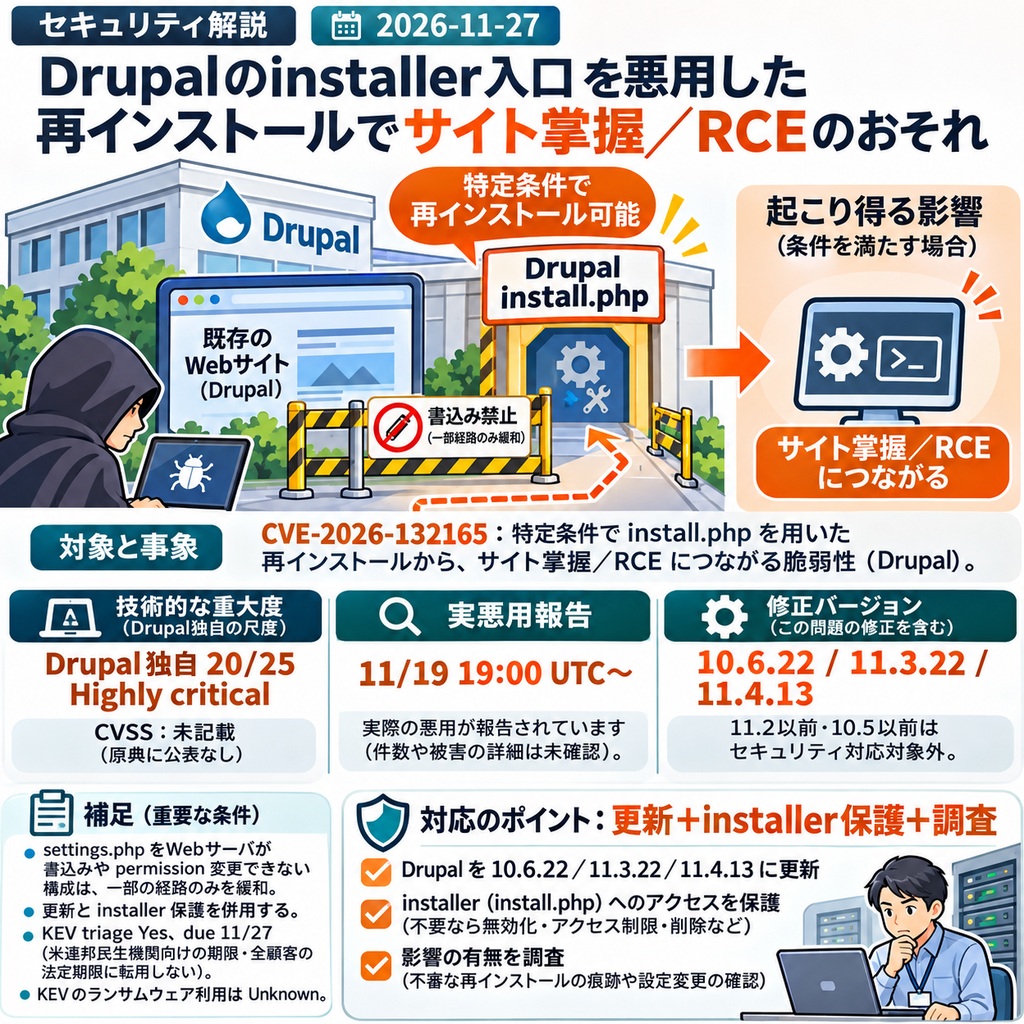 セキュリティ解説
2026-11-27
Drupalのinstaller入口を悪用した
再インストールでサイト掌握／RCEのおそれ
Drupal
特定条件で
再インストール可能
Drupal
install.php
既存の
Webサイト
（Drupal）
書込み禁止
（一部経路のみ緩和）
起こり得る影響
（条件を満たす場合）
サイト掌握／RCE
につながる
対象と事象
CVE-2026-132165：特定条件で install.php を用いた
再インストールから、サイト掌握／RCE につながる脆弱性（Drupal）。
技術的な重大度
（Drupal独自の尺度）
Drupal独自 20/25
Highly critical
CVSS：未記載
（原典に公表なし）
実悪用報告
11/19 19:00 UTC～
実際の悪用が報告されています
（件数や被害の詳細は未確認）。
修正バージョン
（この問題の修正を含む）
10.6.22 / 11.3.22 /
11.4.13
11.2以前・10.5以前は
セキュリティ対応対象外。
補足（重要な条件）
settings.php をWebサーバが
書込みや permission 変更できない
構成は、一部の経路のみを緩和。
更新と installer 保護を併用する。
KEV triage Yes、due 11/27
（米連邦民生機関向けの期限・全顧客の
法定期限に転用しない）。
KEVのランサムウェア利用は Unknown。
対応のポイント：更新＋installer保護＋調査
Drupal を 10.6.22 / 11.3.22 / 11.4.13 に更新
installer（install.php）へのアクセスを保護
（不要なら無効化・アクセス制限・削除など）
影響の有無を調査
（不審な再インストールの痕跡や設定変更の確認）